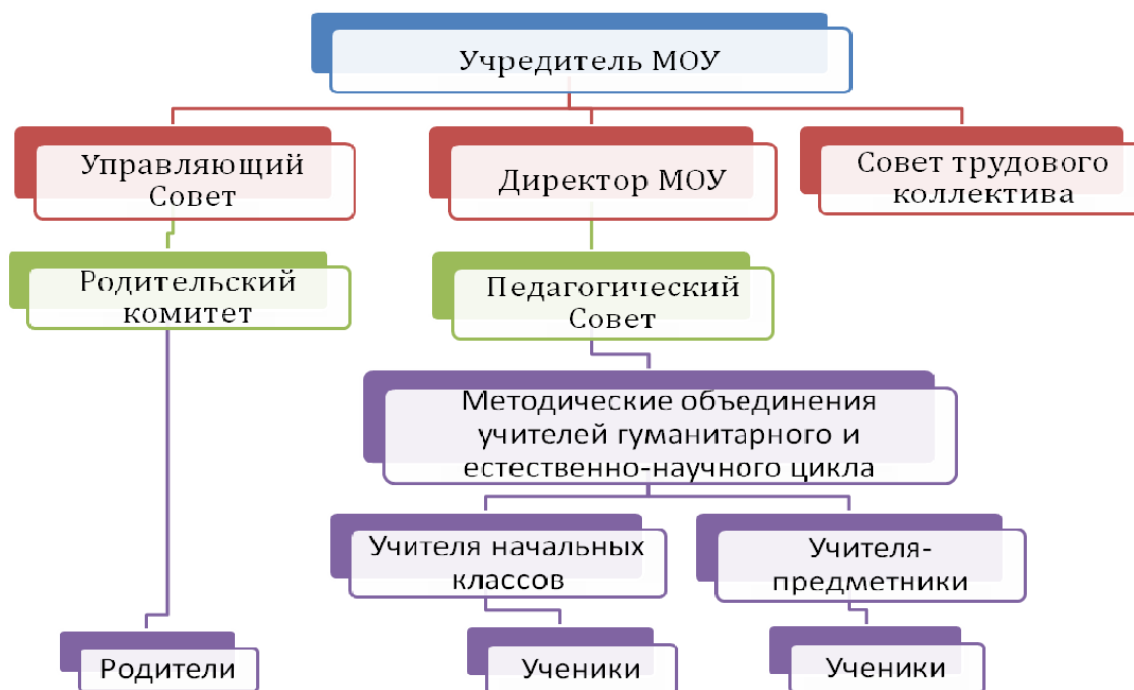 Учредитель МОУ
Управляющий
Совет
Директор МОУ
Совет трудового
коллектива
Родительский
комитет
Педагогический
Совет
Методические объединения
учителей гуманитарного и
естественно-научного цикла
Учителя начальных
классов
Учителя-
предметники
Родители
Ученики
Ученики